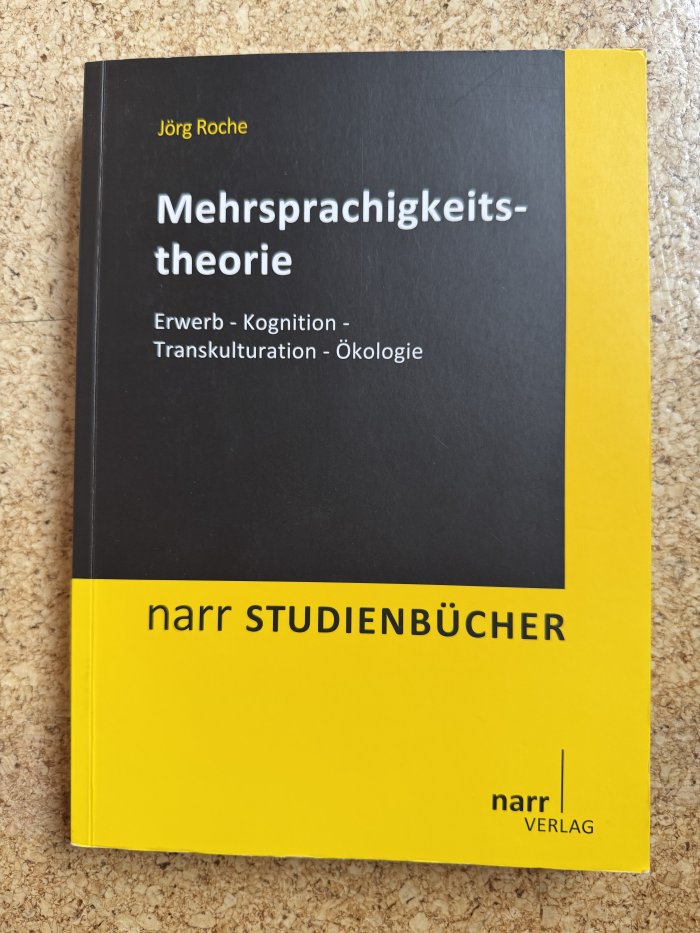 Jörg Roche
Mehrsprachigkeits-
theorie
Erwerb - Kognition -
Transkulturation - Ökologie
narr STUDIENBÜCHER
narr
VERLAG